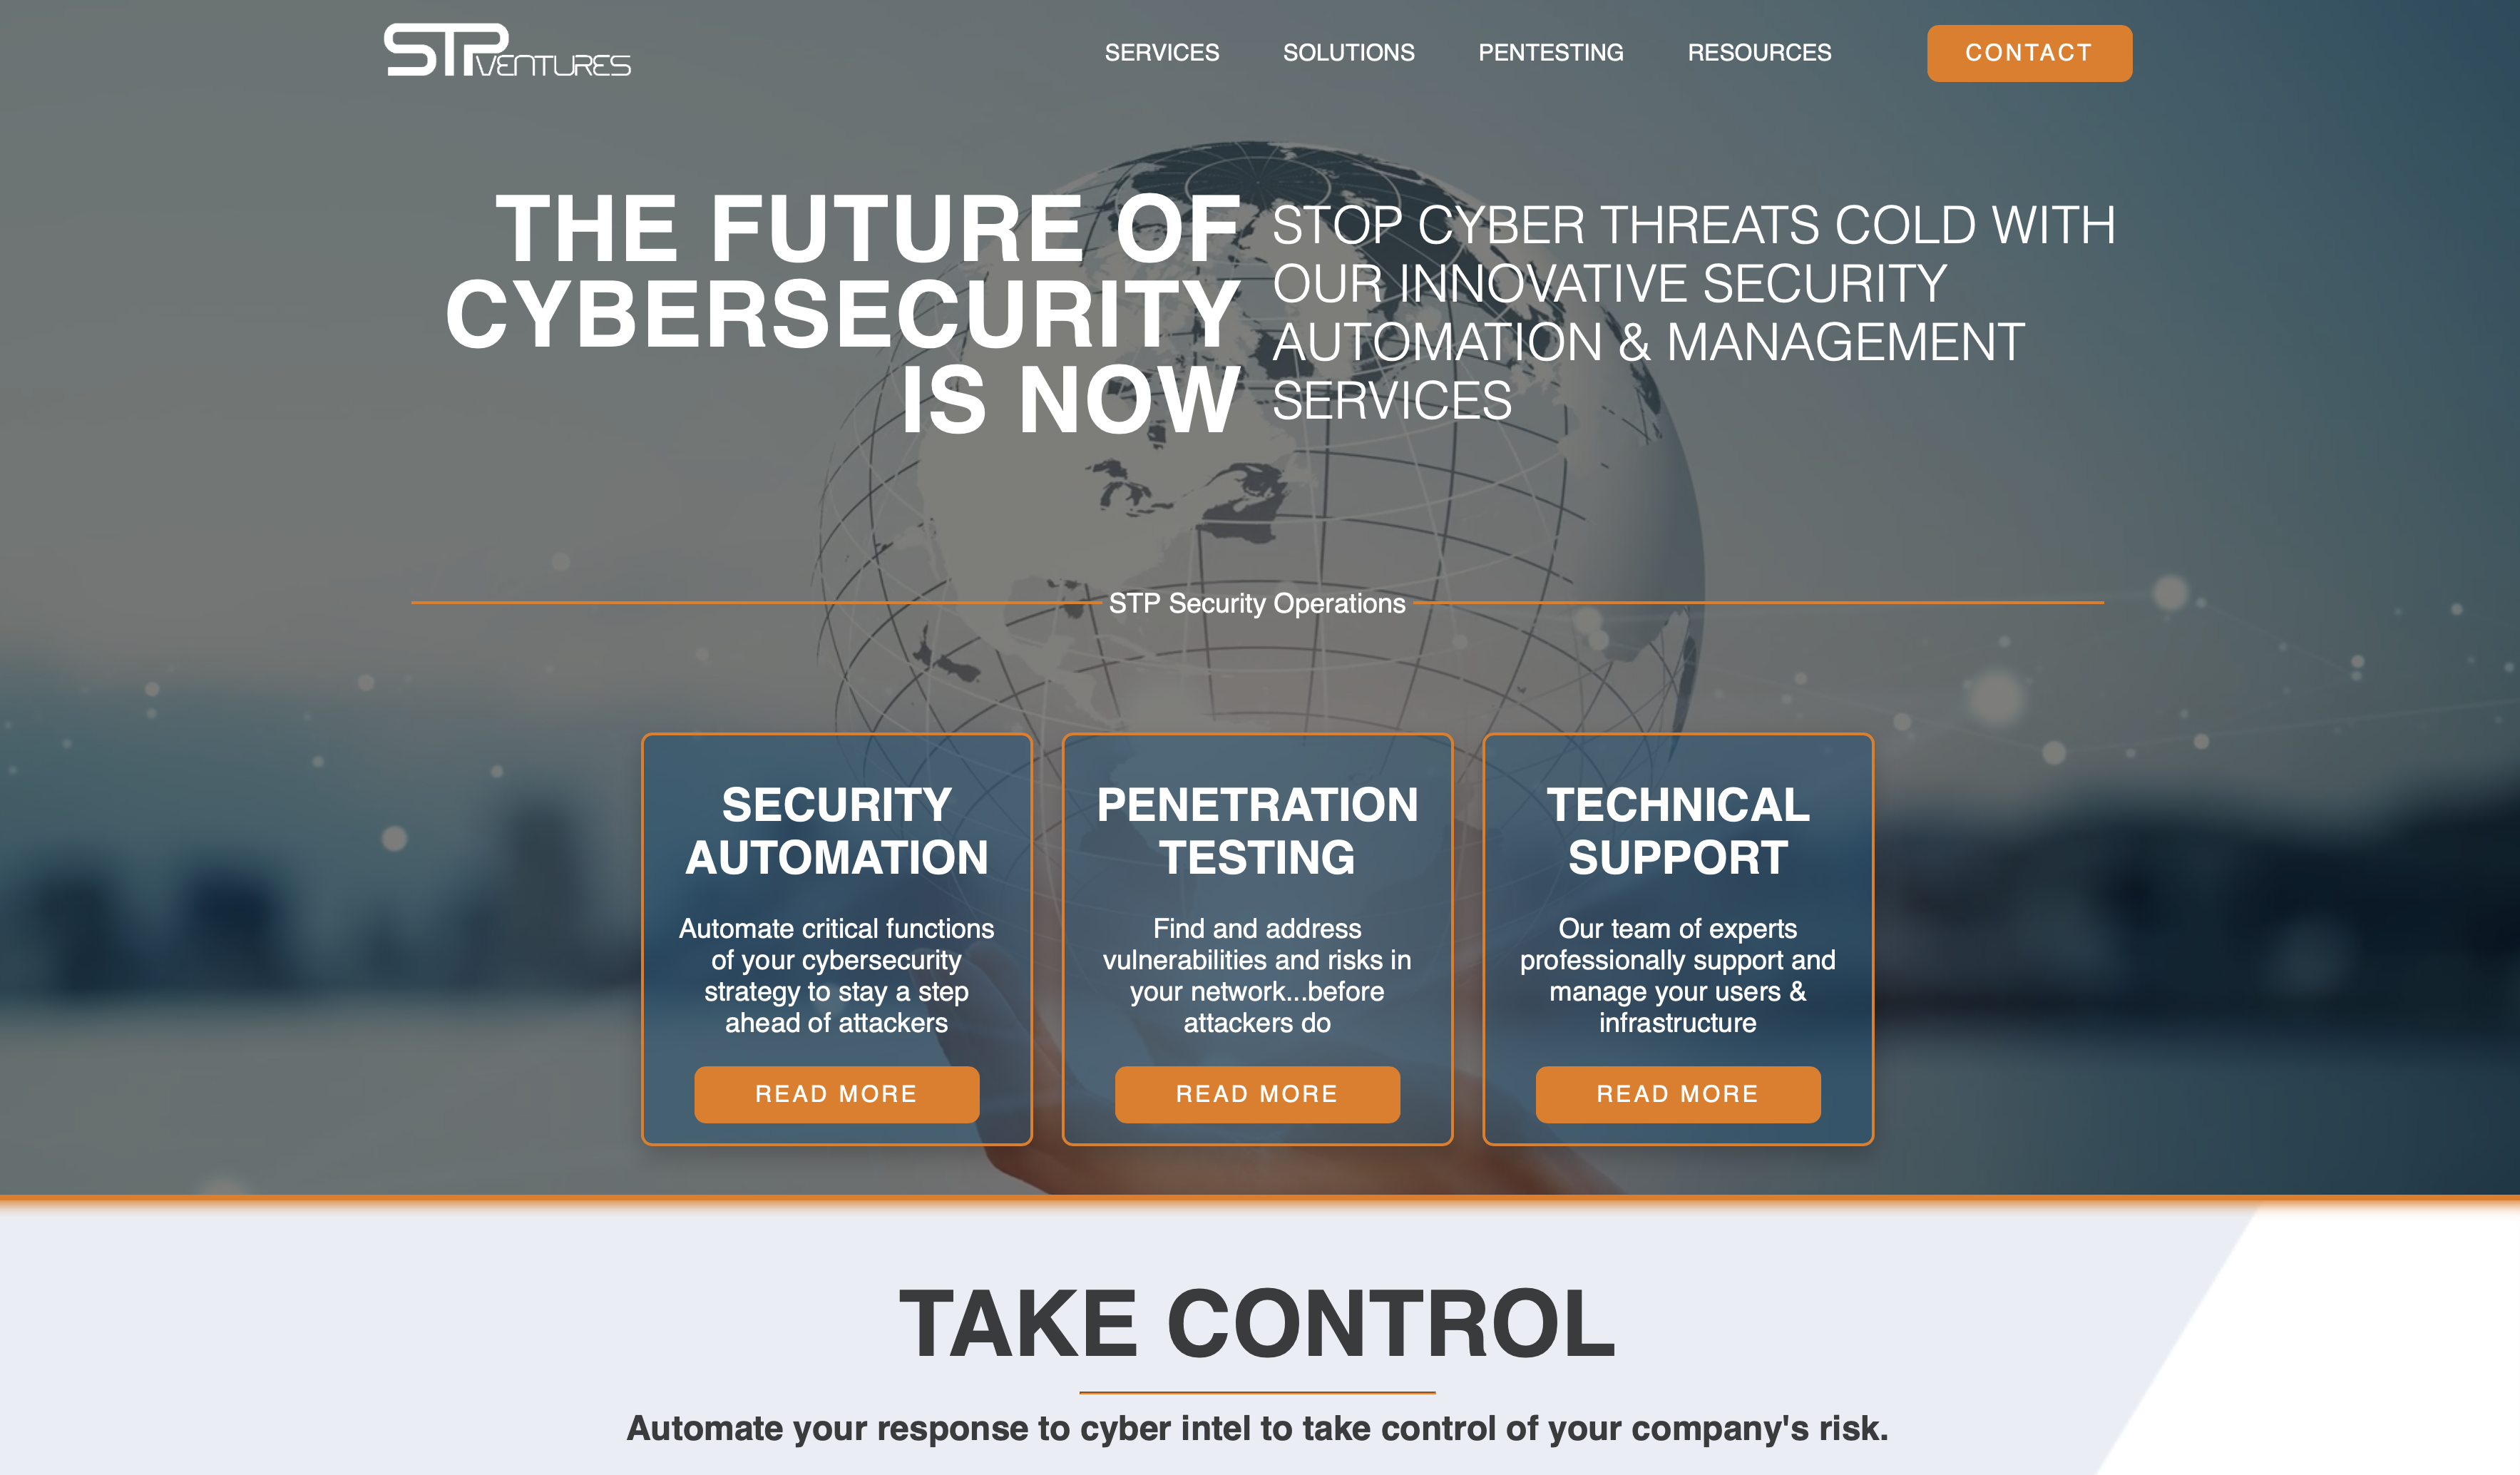 STP VENTURES
SERVICES
SOLUTIONS
PENTESTING
RESOURCES
CONTACT
THE FUTURE OF
CYBERSECURITY
IS NOW
STOP CYBER THREATS COLD WITH
OUR INNOVATIVE SECURITY
AUTOMATION & MANAGEMENT
SERVICES
STP Security Operations
SECURITY
AUTOMATION
Automate critical functions
of your cybersecurity
strategy to stay a step
ahead of attackers
READ MORE
PENETRATION
TESTING
Find and address
vulnerabilities and risks in
your network...before
attackers do
READ MORE
TECHNICAL
SUPPORT
Our team of experts
professionally support and
manage your users &
infrastructure
READ MORE
TAKE CONTROL
Automate your response to cyber intel to take control of your company's risk.